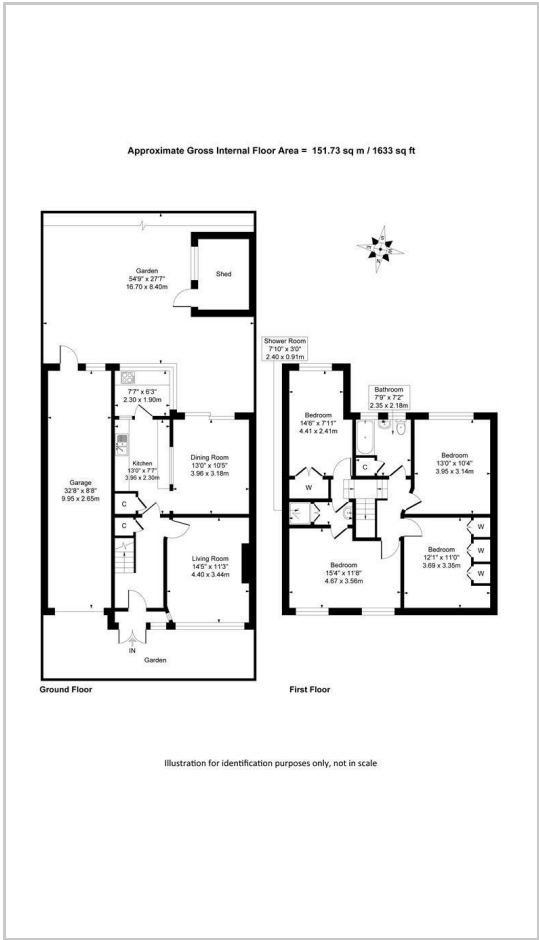 Approximate Gross Internal Floor Area = 151.73 sq m / 1633 sq ft
Garden
54'9" x 27'7"
16.70 x 8.40m
Shed
N
7'7" x 6'3"
2.30 x 1.90m
Kitchen
13'0" x 7'7"
3.96 x 2.30m
Dining Room
13'0" x 10'5"
3.96 x 3.18m
Garage
32'8" x 8'8"
9.95 x 2.65m
C
C
Living Room
14'5" x 11'3"
4.40 x 3.44m
IN
Garden
Ground Floor
Shower Room
7'10" x 3'0"
2.40 x 0.91m
Bathroom
7'9" x 7'2"
2.35 x 2.18m
Bedroom
14'6" x 7'11"
4.41 x 2.41m
Bedroom
13'0" x 10'4"
3.95 x 3.14m
C
W
Bedroom
12'1" x 11'0"
3.69 x 3.35m
W
W
W
Bedroom
15'4" x 11'8"
4.67 x 3.56m
First Floor
Illustration for identification purposes only, not in scale